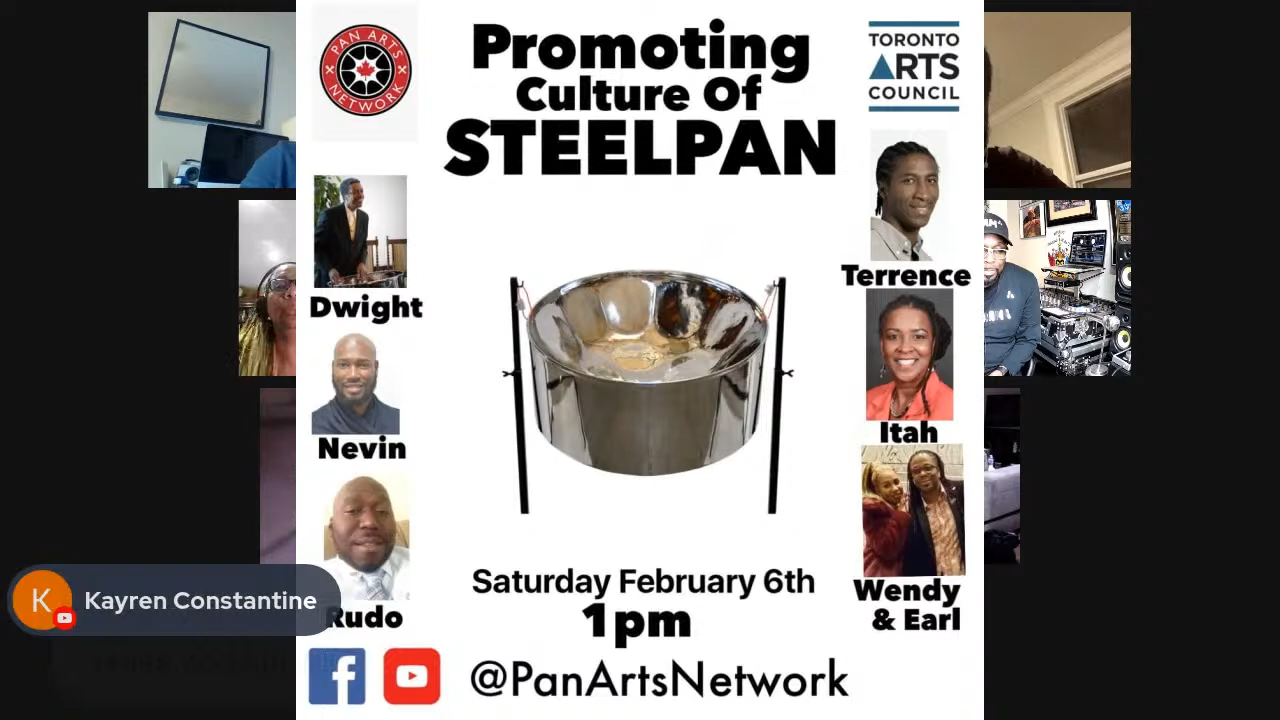 PAN ARTS
NETWORK
Promoting
Culture Of
STEELPAN
TORONTO
ARTS
COUNCIL
Dwight
Nevin
Rudo
Terrence
Itah
Wendy
& Earl
Saturday February 6th
1pm
@PanArtsNetwork
K
Kayren Constantine